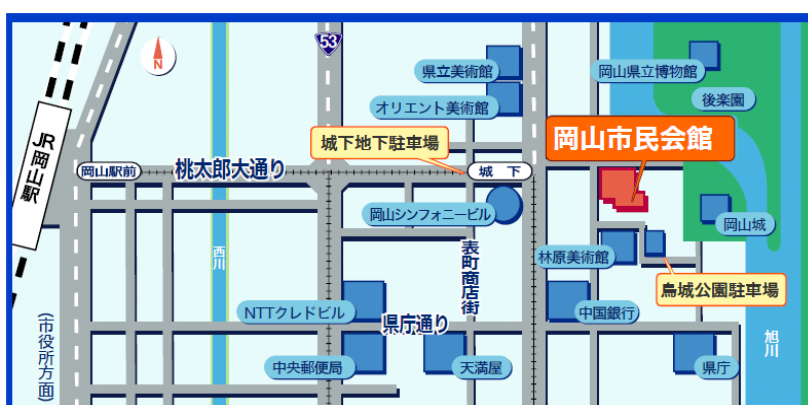 53
N
県立美術館
岡山県立博物館
オリエント美術館
後楽園
岡山市民会館
城下地下駐車場
JR岡山駅
岡山駅前
桃太郎大通り
城下
岡山シンフォニービル
岡山城
西川
表町商店街
林原美術館
烏城公園駐車場
NTTクレドビル
県庁通り
中国銀行
旭川
(市役所方面)
中央郵便局
天満屋
県庁